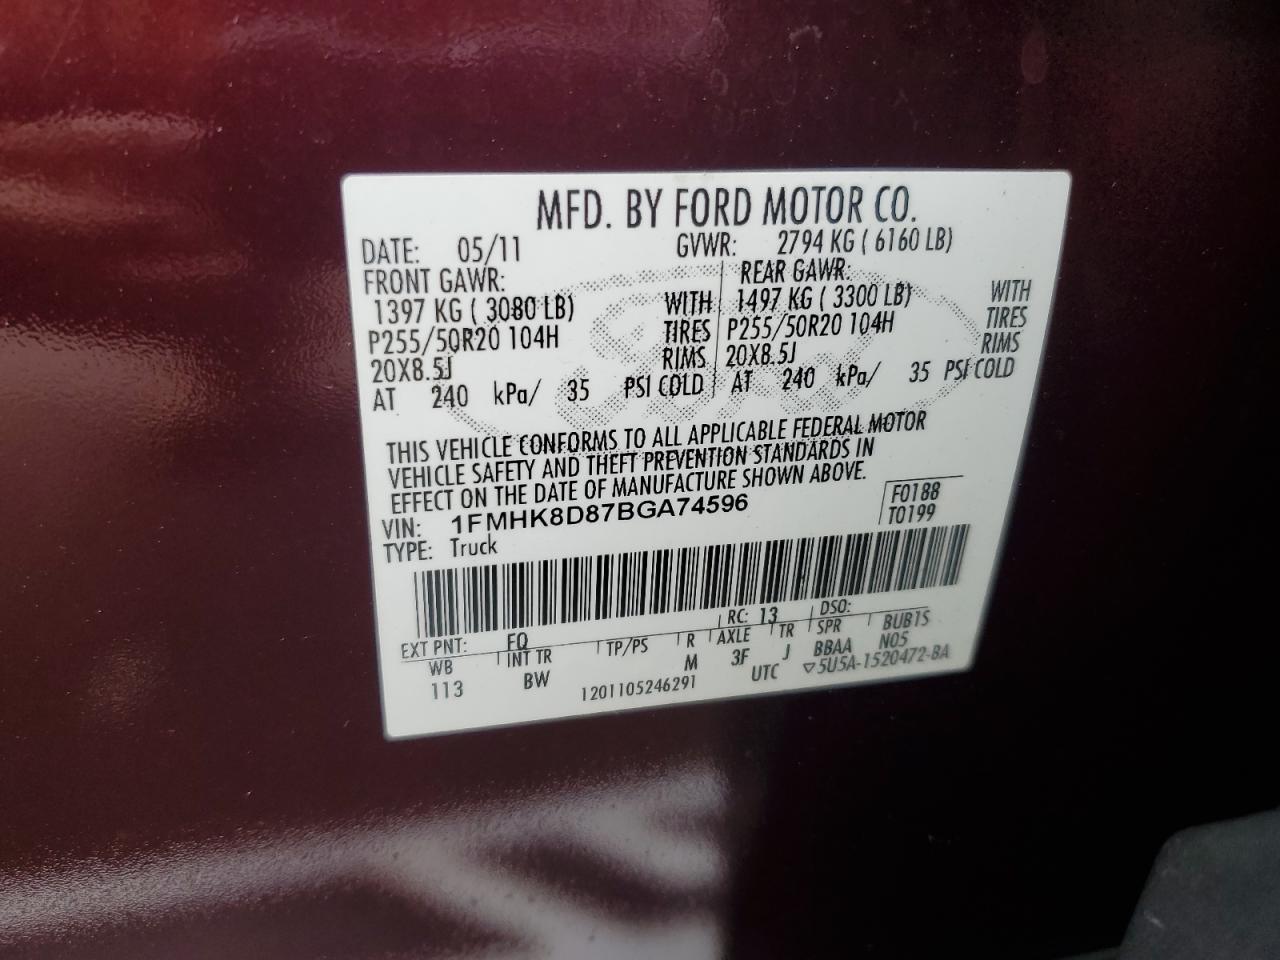 MFD. BY FORD MOTOR CO.
DATE: 05/11 GVWR: 2794 KG ( 6160 LB)
FRONT GAWR: REAR GAWR:
1397 KG ( 3080 LB) WITH 1497 KG ( 3300 LB) WITH
P255/50R20 104H TIRES P255/50R20 104H TIRES
20X8.5J RIMS 20X8.5J RIMS
AT 240 kPa/ 35 PSI COLD AT 240 kPa/ 35 PSI COLD
THIS VEHICLE CONFORMS TO ALL APPLICABLE FEDERAL MOTOR
VEHICLE SAFETY AND THEFT PREVENTION STANDARDS IN
EFFECT ON THE DATE OF MANUFACTURE SHOWN ABOVE.
VIN: 1FMHK8D87BGA74596 F0188
TYPE: Truck T0199
EXT PNT: FQ RC: 13 DSO:
WB INT TR TP/PS R AXLE TR SPR BUB1S
113 BW M 3F J BBAA N05
1201105246291 UTC ▽5U5A-1520472-BA